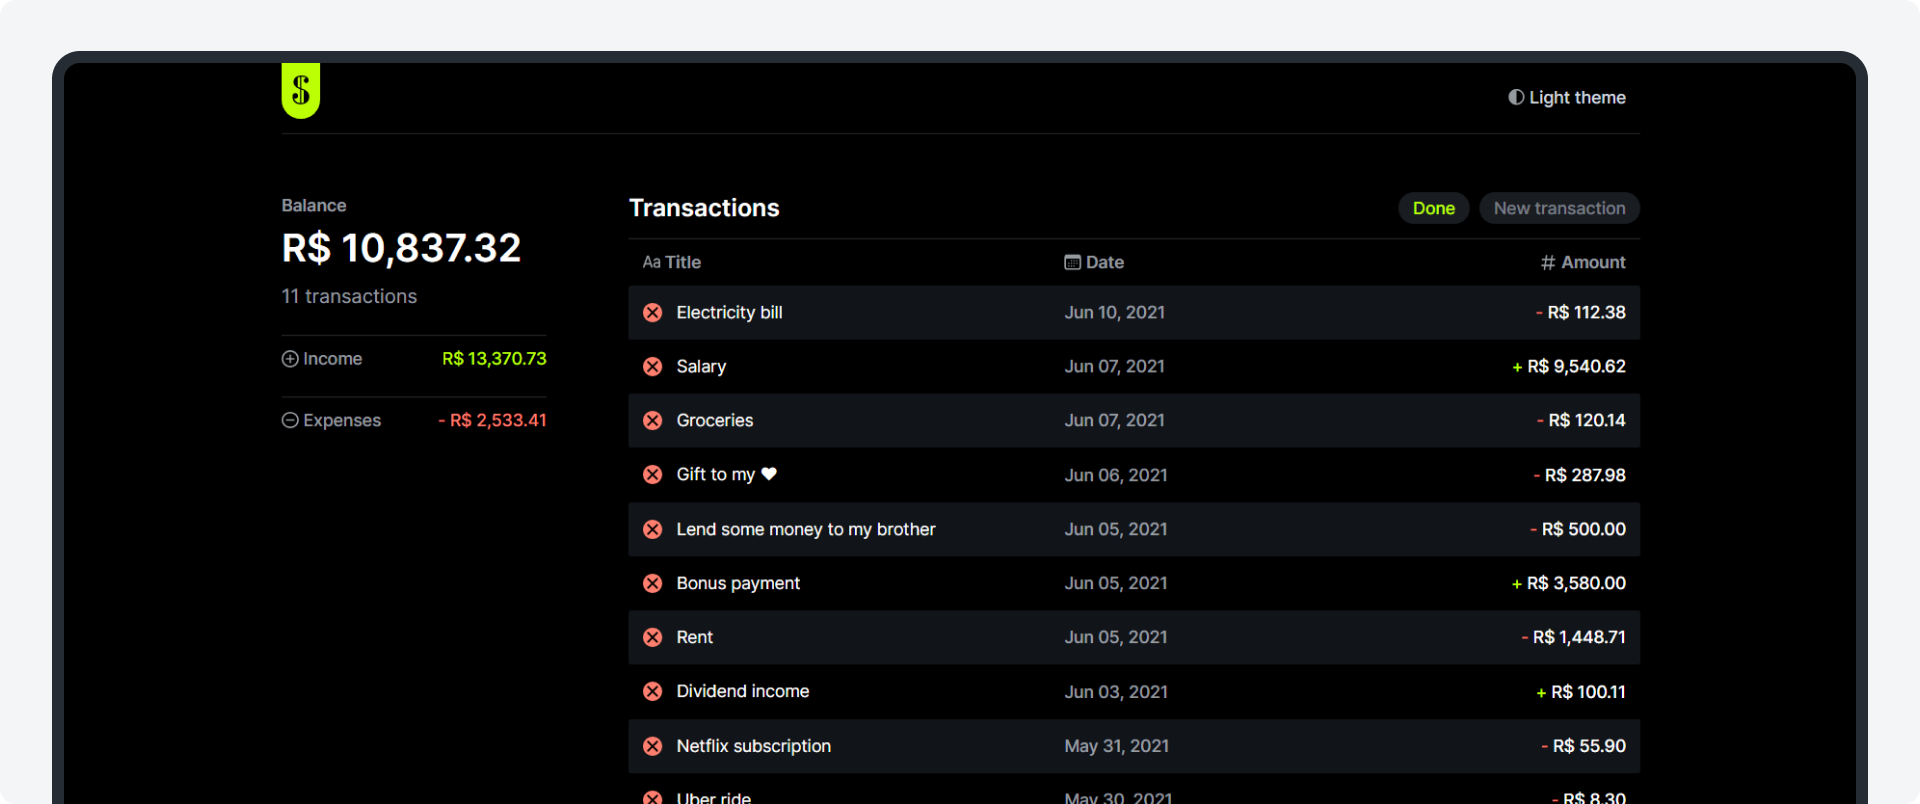 $
Light theme
Balance
R$ 10,837.32
11 transactions
Income R$ 13,370.73
Expenses - R$ 2,533.41
Transactions
Done New transaction
Aa Title Date # Amount
Electricity bill Jun 10, 2021 - R$ 112.38
Salary Jun 07, 2021 + R$ 9,540.62
Groceries Jun 07, 2021 - R$ 120.14
Gift to my ♥ Jun 06, 2021 - R$ 287.98
Lend some money to my brother Jun 05, 2021 - R$ 500.00
Bonus payment Jun 05, 2021 + R$ 3,580.00
Rent Jun 05, 2021 - R$ 1,448.71
Dividend income Jun 03, 2021 + R$ 100.11
Netflix subscription May 31, 2021 - R$ 55.90
Uber ride May 30, 2021 - R$ 8.30